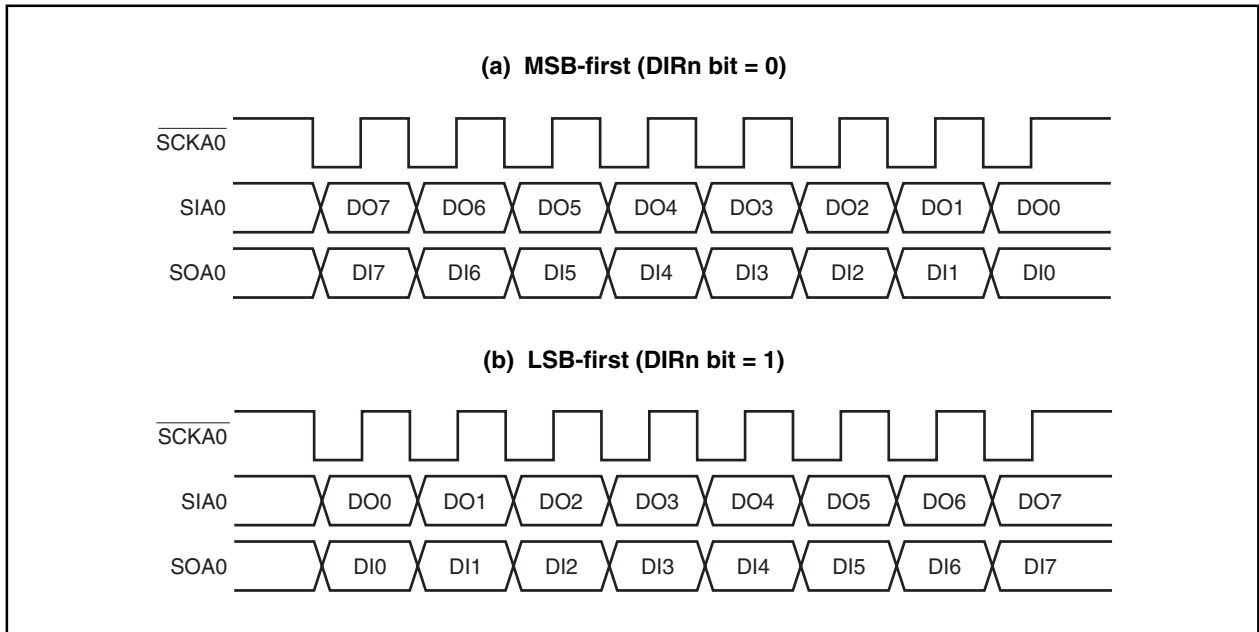 (a) MSB-first (DIRn bit = 0)
SCKA0
SIA0 DO7 DO6 DO5 DO4 DO3 DO2 DO1 DO0
SOA0 DI7 DI6 DI5 DI4 DI3 DI2 DI1 DI0
(b) LSB-first (DIRn bit = 1)
SCKA0
SIA0 DO0 DO1 DO2 DO3 DO4 DO5 DO6 DO7
SOA0 DI0 DI1 DI2 DI3 DI4 DI5 DI6 DI7